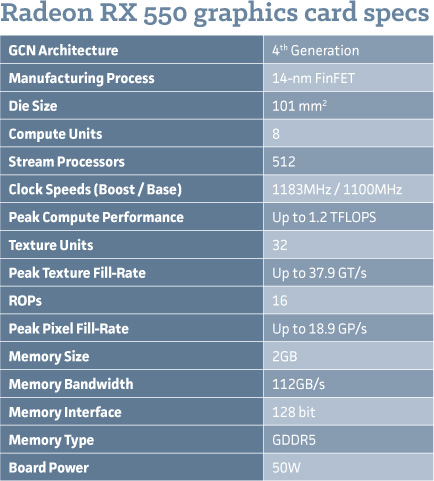 Radeon RX 550 graphics card specs
GCN Architecture 4th Generation
Manufacturing Process 14-nm FinFET
Die Size 101 mm²
Compute Units 8
Stream Processors 512
Clock Speeds (Boost / Base) 1183MHz / 1100MHz
Peak Compute Performance Up to 1.2 TFLOPS
Texture Units 32
Peak Texture Fill-Rate Up to 37.9 GT/s
ROPs 16
Peak Pixel Fill-Rate Up to 18.9 GP/s
Memory Size 2GB
Memory Bandwidth 112GB/s
Memory Interface 128 bit
Memory Type GDDR5
Board Power 50W